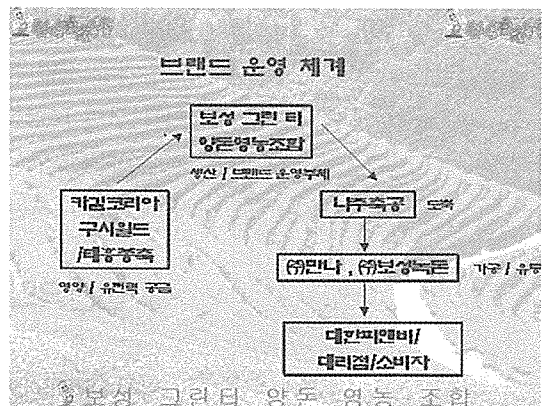 브랜드 운영 체계
보성 그린 티
양돈영농조합
생산 / 브랜드 운영주체
카길코리아
구시월드
/태흥종축
영양 / 유전력 공급
나주축공
도축
㈜민나 , ㈜보성녹돈
가공 / 유통
대한피앤비/
대리점/소비자
보성 그린티 양돈 영농 조합